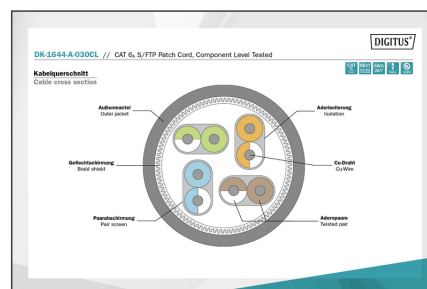 DIGITUS®
DK-1644-A-030CL // CAT 6A S/FTP Patch Cord, Component Level Tested
Kabelquerschnitt
Cable cross section
CAT
Außenmantel
Outer jacket
Aderisolierung
Isolation
Geflechtschirmung
Braid shield
Cu-Draht
Cu-Wire
Paarabschirmung
Pair screen
Aderpaare
Twisted pair